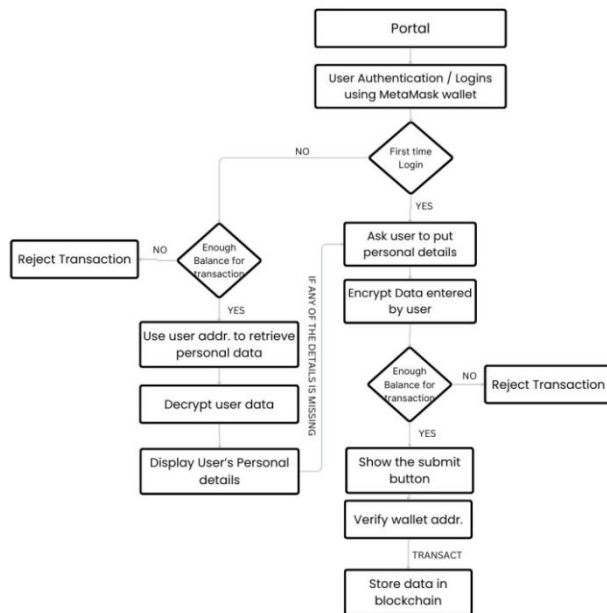 Portal
User Authentication / Logins
using MetaMask wallet
NO
First time
Login
YES
Reject Transaction
NO
Enough
Balance for
transaction
YES
Ask user to put
personal details
Use user addr. to retrieve
personal data
IF ANY OF THE DETAILS IS MISSING
Encrypt Data entered
by user
Decrypt user data
Enough
Balance for
transaction
NO
Reject Transaction
YES
Display User's Personal
details
Show the submit
button
Verify wallet addr.
TRANSACT
Store data in
blockchain